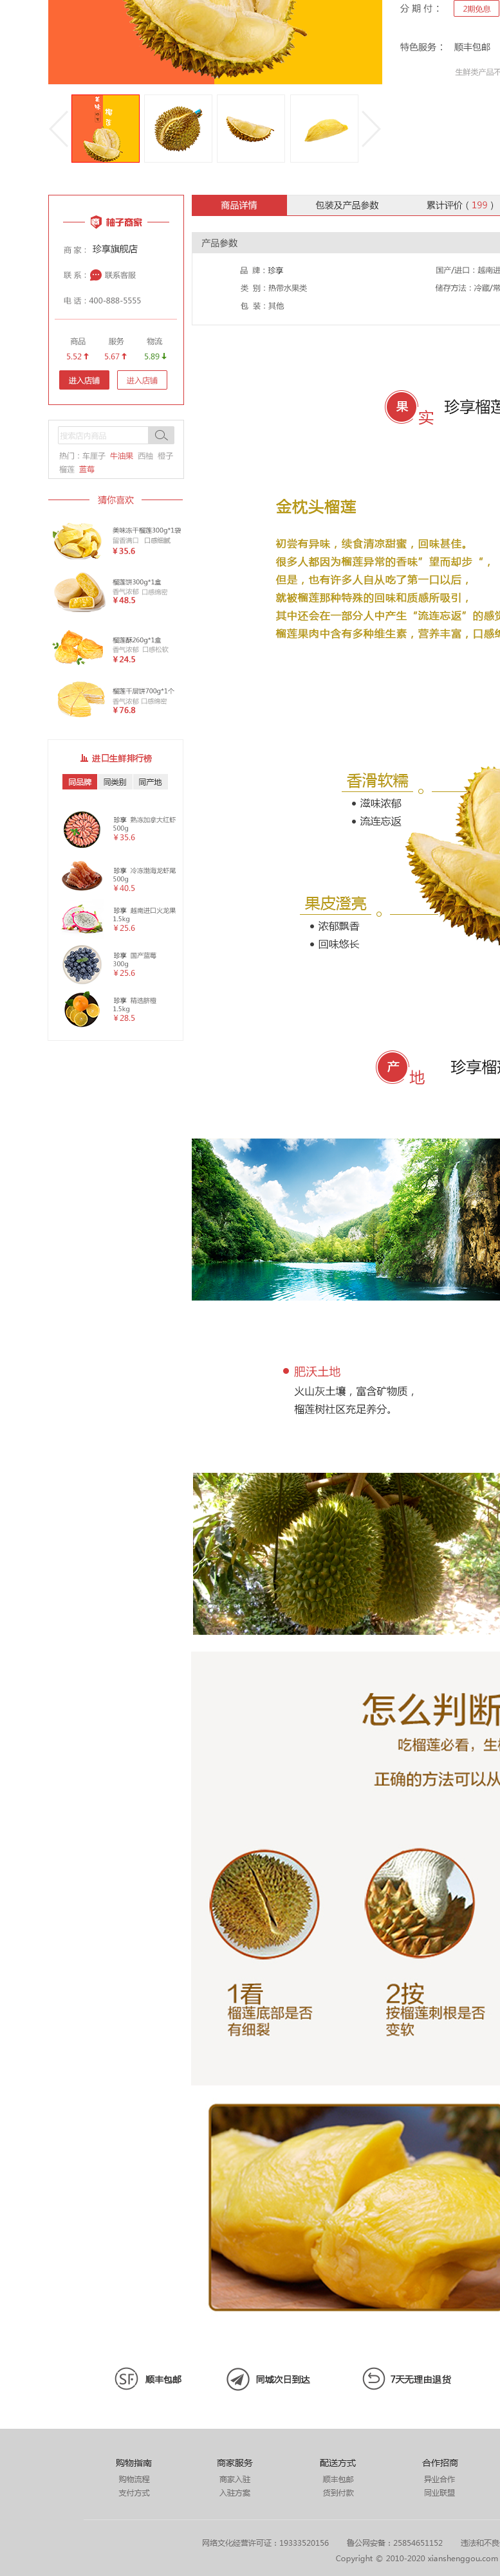 分 期 付：
2期免息
特色服务：
顺丰包邮
商品详情
包装及产品参数
累计评价（199）
产品参数
品 牌：珍享
类 别：热带水果类
储存方法：冷藏/常
包 装：其他
商 家：珍享旗舰店
联 系：联系客服
电 话：400-888-5555
商品 服务 物流
5.52 5.67 5.89
进入店铺
进入店铺
搜索店内商品
热门：车厘子 牛油果 西柚 橙子
榴莲 蓝莓
猜你喜欢
美味冻干榴莲300g*1袋
留香满口 口感细腻
¥35.6
榴莲饼300g*1盒
香气浓郁 口感绵密
¥48.5
榴莲酥260g*1盒
香气浓郁 口感松软
¥24.5
榴莲千层饼700g*1个
香气浓郁 口感绵密
¥76.8
进口生鲜排行榜
同品牌 同类别 同产地
珍享 熟冻加拿大红虾
500g
¥35.6
珍享 冷冻渤海龙虾尾
500g
¥40.5
珍享 越南进口火龙果
1.5kg
¥25.6
珍享 国产蓝莓
300g
¥25.6
珍享 精选脐橙
1.5kg
¥28.5
果实
珍享榴莲
金枕头榴莲
初尝有异味，续食清凉甜蜜，回味甚佳。
很多人都因为榴莲异常的香味”望而却步“，
但是，也有许多人自从吃了第一口以后，
就被榴莲那种特殊的回味和质感所吸引，
其中还会在一部分人中产生“流连忘返”的感觉
榴莲果肉中含有多种维生素，营养丰富，口感细
香滑软糯
• 滋味浓郁
• 流连忘返
果皮澄亮
• 浓郁飘香
• 回味悠长
产地
珍享榴莲
• 肥沃土地
火山灰土壤，富含矿物质，
榴莲树社区充足养分。
怎么判断
吃榴莲必看，生
正确的方法可以从
1看
榴莲底部是否
有细裂
2按
按榴莲刺根是否
变软
SF 顺丰包邮
同城次日到达
7天无理由退货
购物指南
购物流程
支付方式
商家服务
商家入驻
入驻方案
配送方式
顺丰包邮
货到付款
合作招商
异业合作
同业联盟
网络文化经营许可证：19333520156 鲁公网安备：25854651152 违法和不良
Copyright © 2010-2020 xianshenggou.com